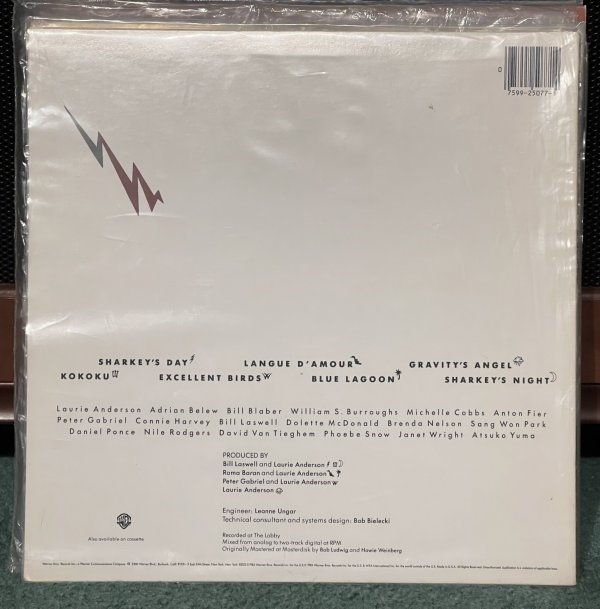 0
7599-25077-
SHARKEY'S DAY LANGUE D'AMOUR GRAVITY'S ANGEL
KOKOKU EXCELLENT BIRDS BLUE LAGOON SHARKEY'S NIGHT
Laurie Anderson Adrian Belew Bill Blaber William S. Burroughs Michelle Cobbs Anton Fier
Peter Gabriel Connie Harvey Bill Laswell Dolette McDonald Brenda Nelson Sang Won Park
Daniel Ponce Nile Rodgers David Van Tieghem Phoebe Snow Janet Wright Atsuko Yuma
PRODUCED BY
Bill Laswell and Laurie Anderson
Roma Baran and Laurie Anderson
Peter Gabriel and Laurie Anderson
Laurie Anderson
Engineer: Leanne Ungar
Technical consultant and systems design: Bob Bielecki
Recorded at The Lobby
Also available on cassette
Mixed from analog to two-track digital at RPM
Originally Mastered at Masterdisk by Bob Ludwig and Howie Weinberg